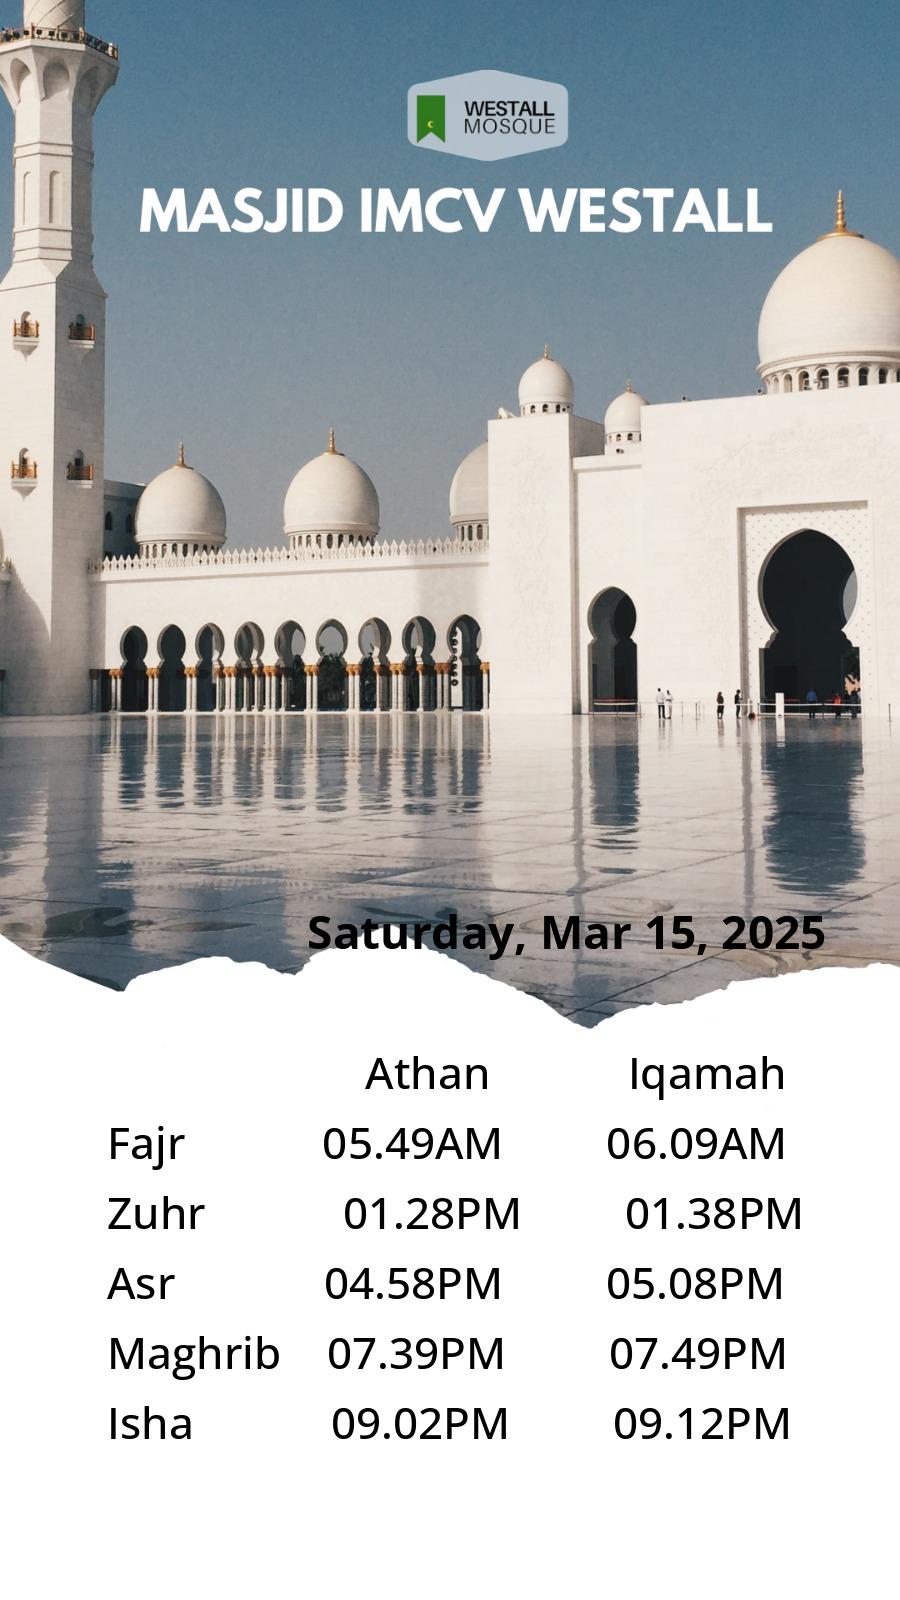 WESTALL
MOSQUE
MASJID IMCV WESTALL
Saturday, Mar 15, 2025
Athan Iqamah
Fajr 05.49AM 06.09AM
Zuhr 01.28PM 01.38PM
Asr 04.58PM 05.08PM
Maghrib 07.39PM 07.49PM
Isha 09.02PM 09.12PM